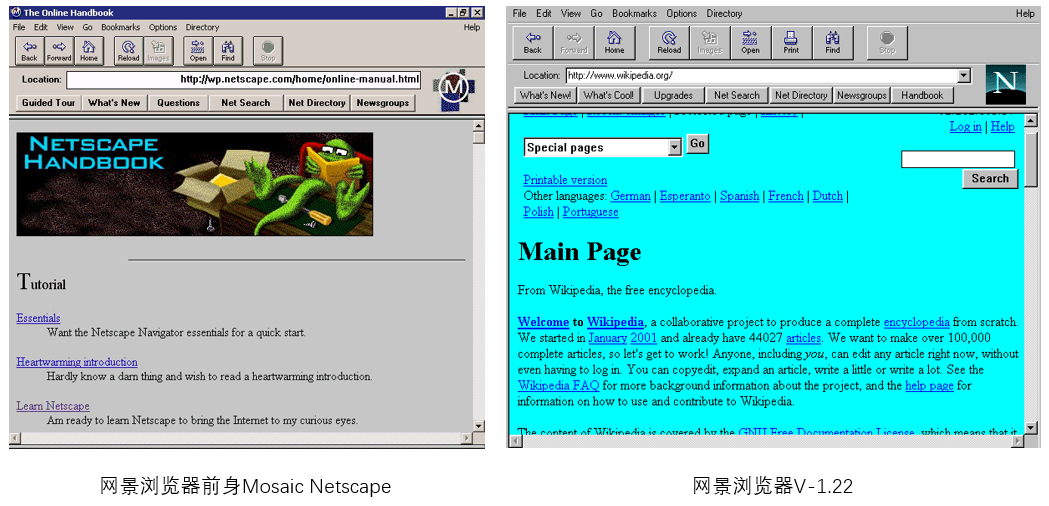 The Online Handbook
File Edit View Go Bookmarks Options Directory Help
Back Forward Home Reload Images Open Find Stop
Location: http://wp.netscape.com/home/online-manual.html
M
Guided Tour What's New Questions Net Search Net Directory Newsgroups
NETSCAPE
HANDBOOK
Tutorial
Essentials
Want the Netscape Navigator essentials for a quick start.
Heartwarming introduction
Hardly know a darn thing and wish to read a heartwarming introduction.
Learn Netscape
Am ready to learn Netscape to bring the Internet to my curious eyes.
网景浏览器前身Mosaic Netscape
File Edit View Go Bookmarks Options Directory Help
Back Forward Home Reload Images Open Print Find Stop
Location: http://www.wikipedia.org/
N
What's New! What's Cool! Upgrades Net Search Net Directory Newsgroups Handbook
Log in | Help
Special pages Go
Search
Printable version
Other languages: German | Esperanto | Spanish | French | Dutch |
Polish | Portuguese
Main Page
From Wikipedia, the free encyclopedia.
Welcome to Wikipedia, a collaborative project to produce a complete encyclopedia from scratch.
We started in January 2001 and already have 44027 articles. We want to make over 100,000
complete articles, so let's get to work! Anyone, including you, can edit any article right now, without
even having to log in. You can copyedit, expand an article, write a little or write a lot. See the
Wikipedia FAQ for more background information about the project, and the help page for
information on how to use and contribute to Wikipedia.
The content of Wikipedia is covered by the GNU Free Documentation License, which means that it
网景浏览器V-1.22